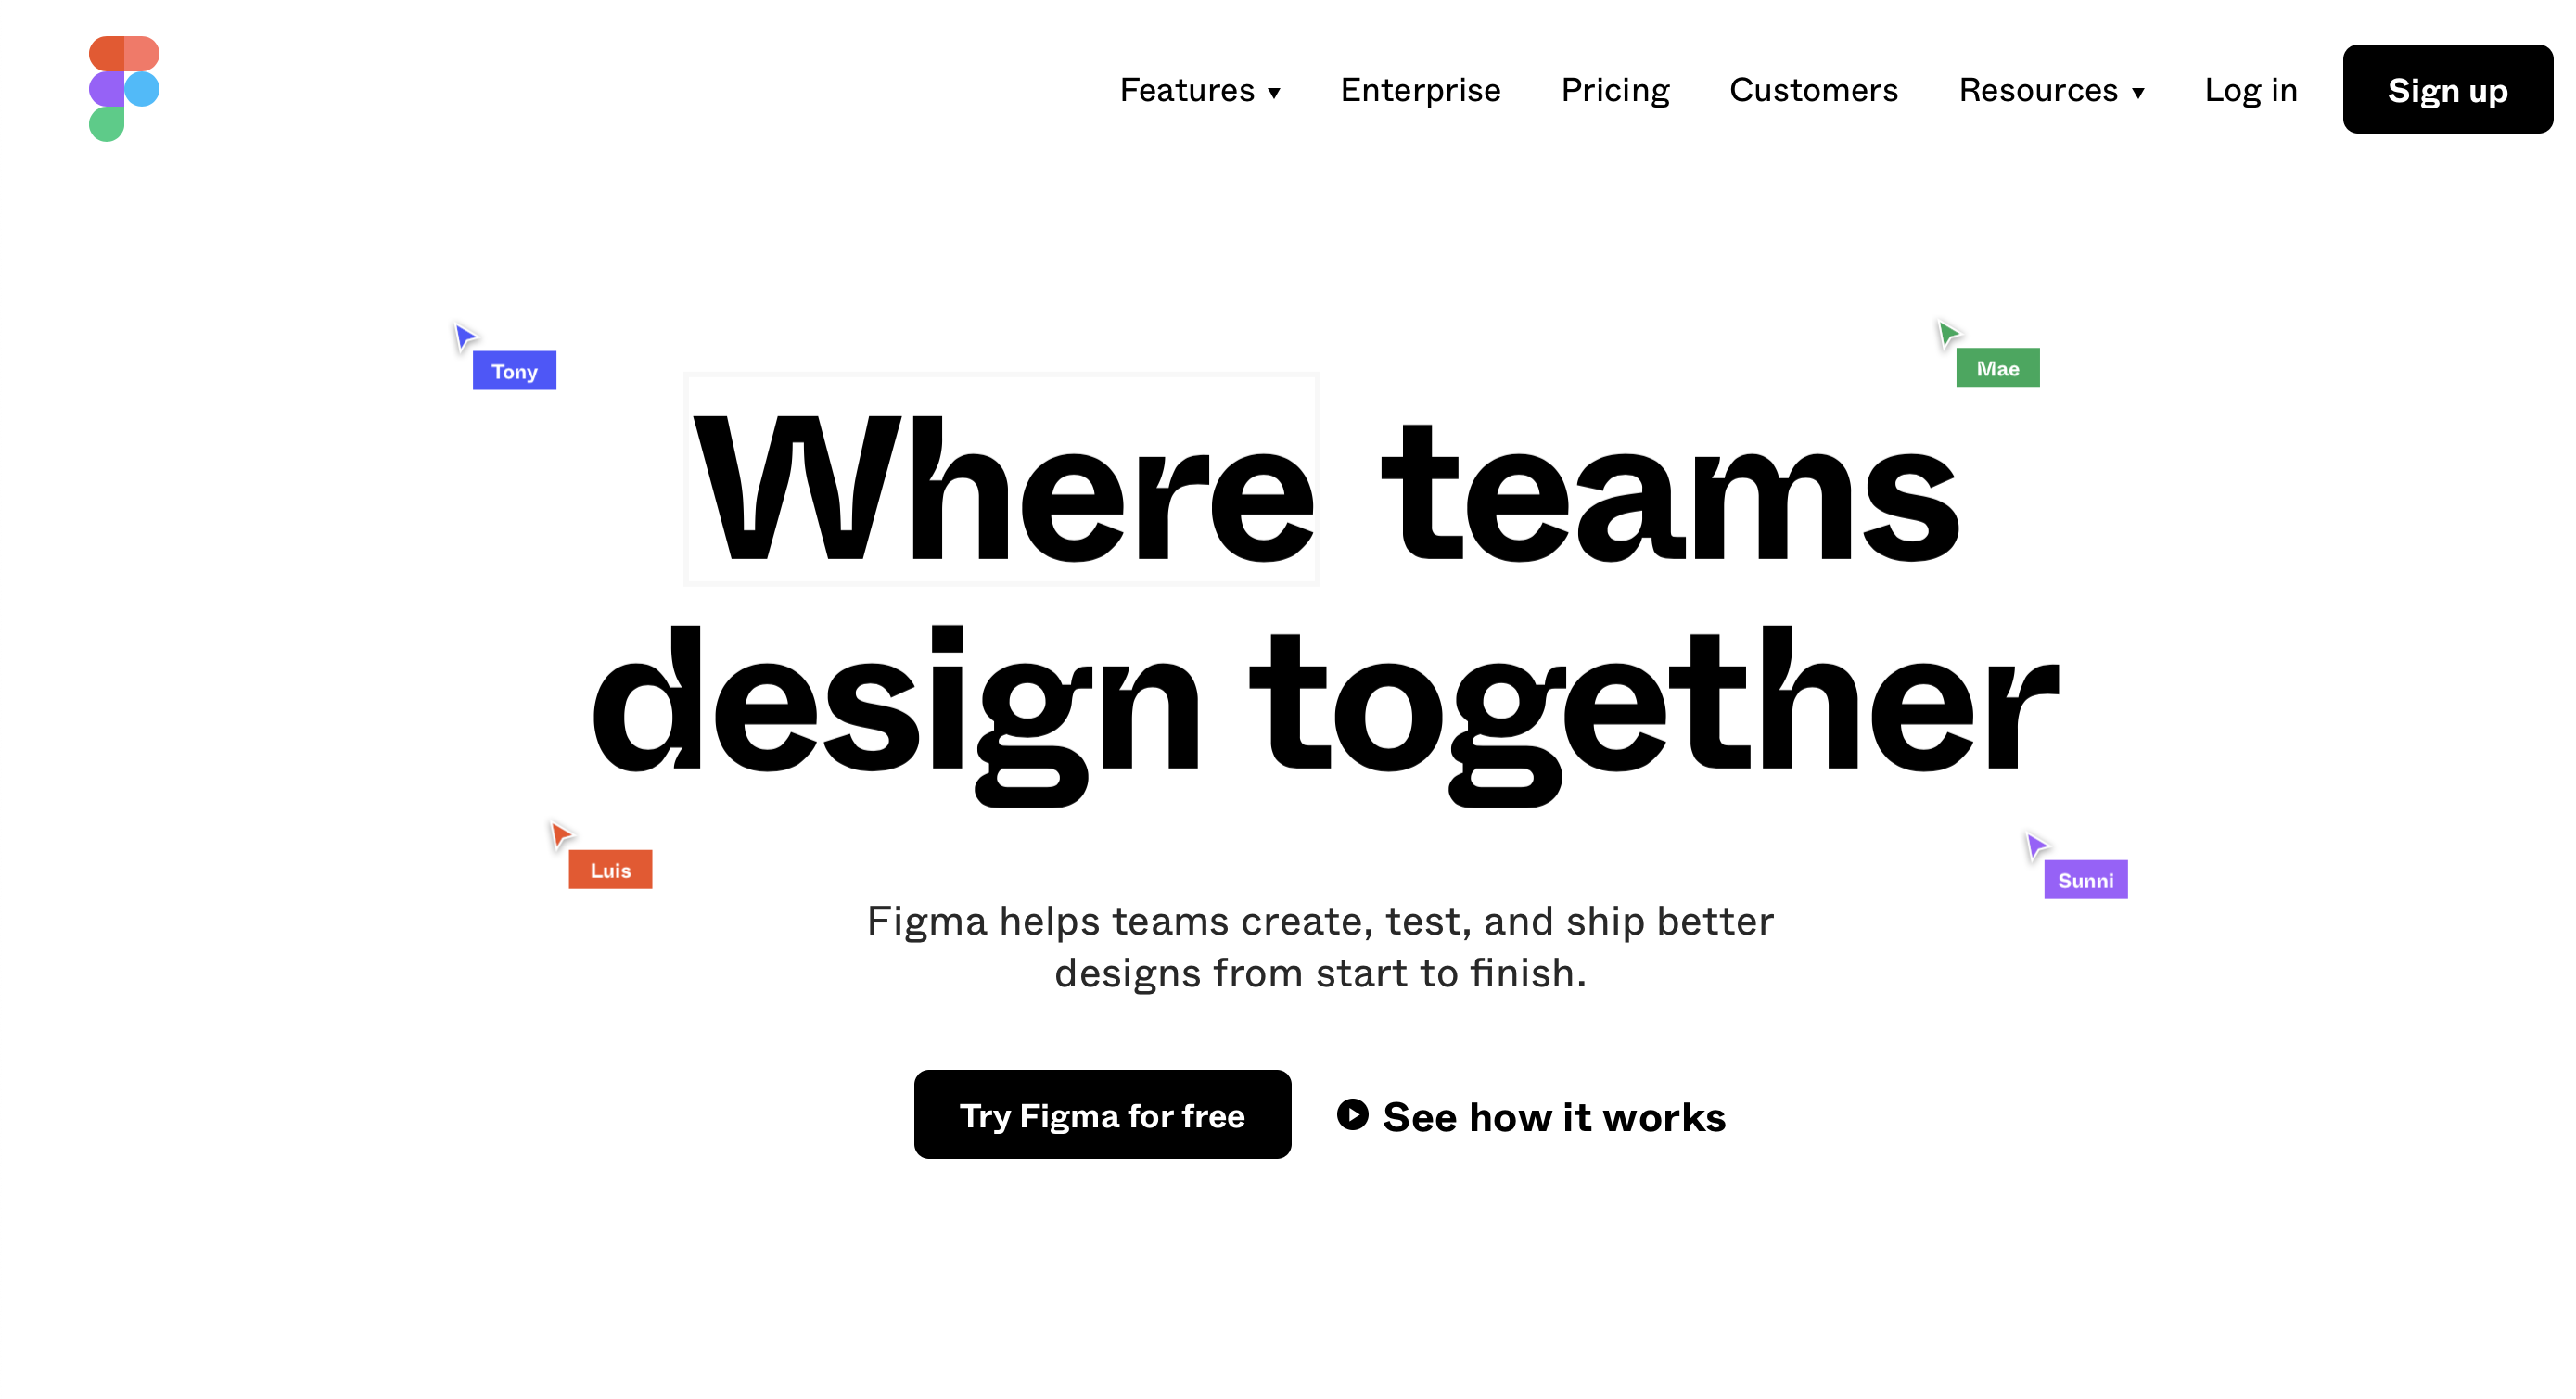 Features ▾ Enterprise Pricing Customers Resources ▾ Log in Sign up
Tony
Mae
Where teams
design together
Luis
Sunni
Figma helps teams create, test, and ship better
designs from start to finish.
Try Figma for free See how it works